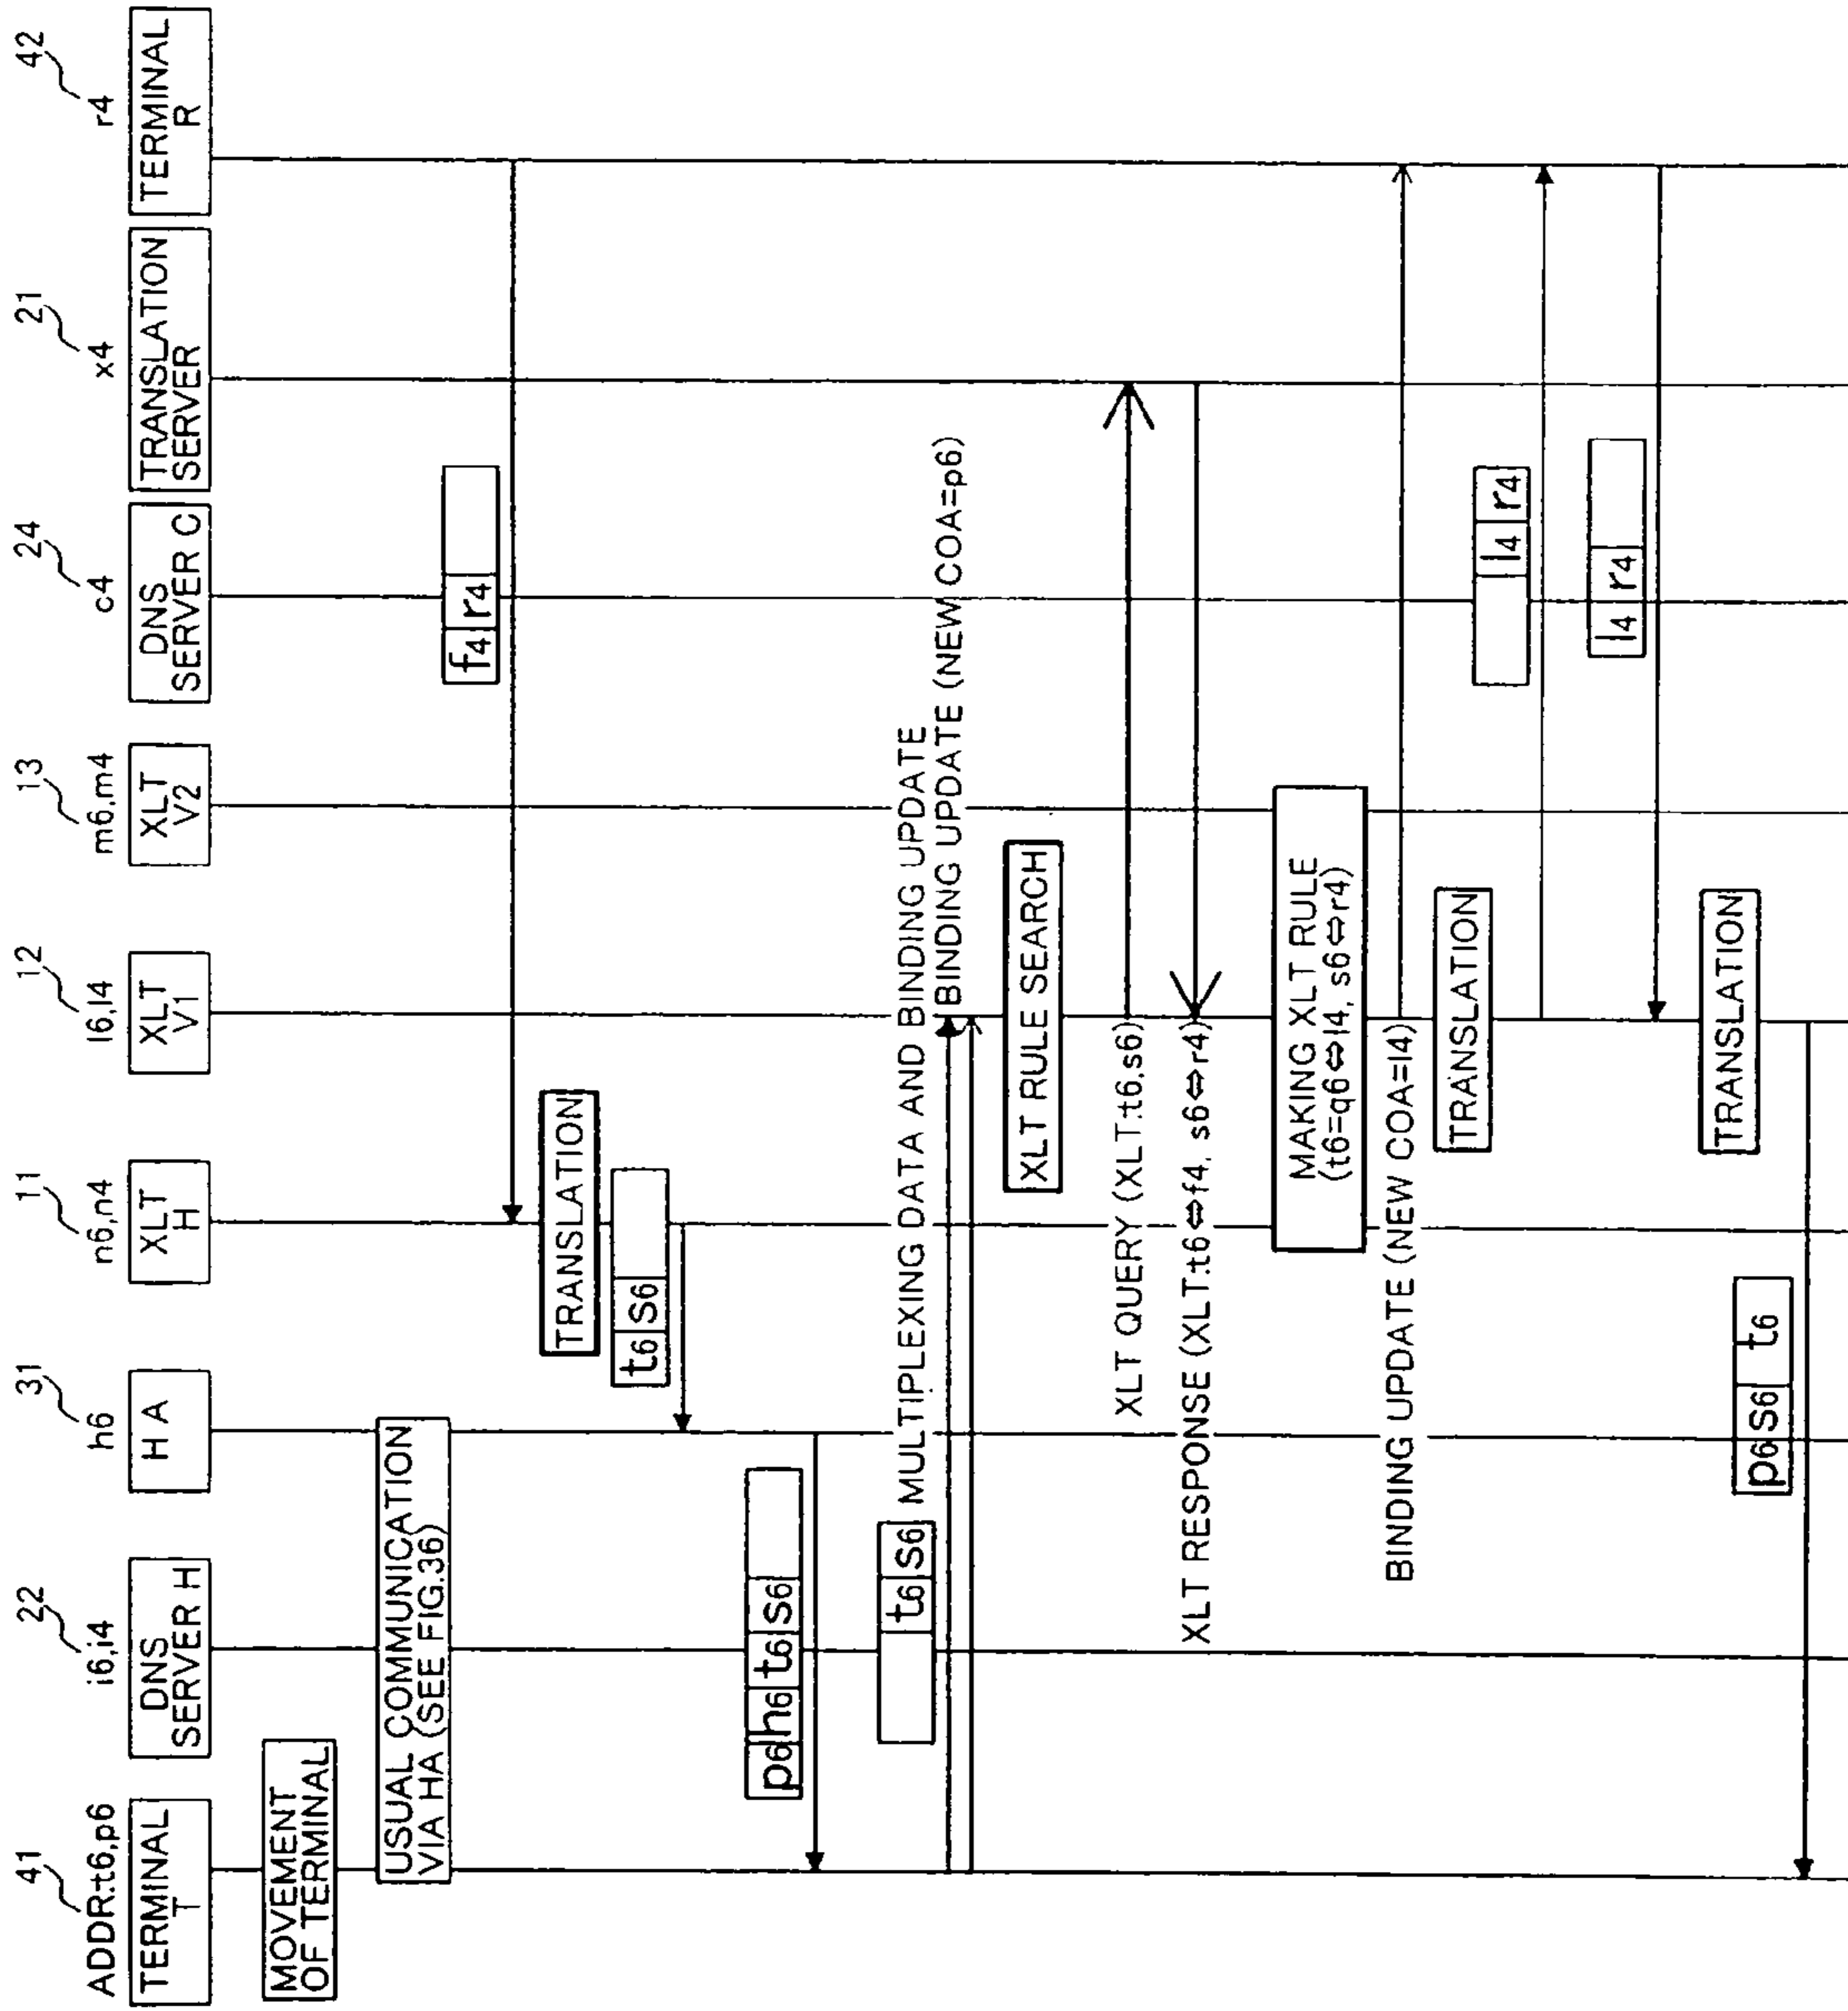 41
ADDR:t6,p6
TERMINAL
T
22
i6,i4
DNS
SERVER H
31
h6
H A
11
n6,n4
XLT
H
12
l6,l4
XLT
V1
13
m6,m4
XLT
V2
24
c4
DNS
SERVER C
21
x4
TRANSLATION
SERVER
42
r4
TERMINAL
R
MOVEMENT
OF TERMINAL
USUAL COMMUNICATION
VIA HA (SEE FIG.36)
f4 r4
TRANSLATION
t6 s6
p6 h6 t6 s6
t6 s6
MULTIPLEXING DATA AND BINDING UPDATE
BINDING UPDATE (NEW COA=p6)
XLT RULE SEARCH
XLT QUERY (XLT:t6,s6)
XLT RESPONSE (XLT:t6⇔f4, s6⇔r4)
MAKING XLT RULE
(t6=q6⇔l4, s6⇔r4)
BINDING UPDATE (NEW COA=l4)
TRANSLATION
l4 r4
l4 r4
TRANSLATION
p6 s6 t6